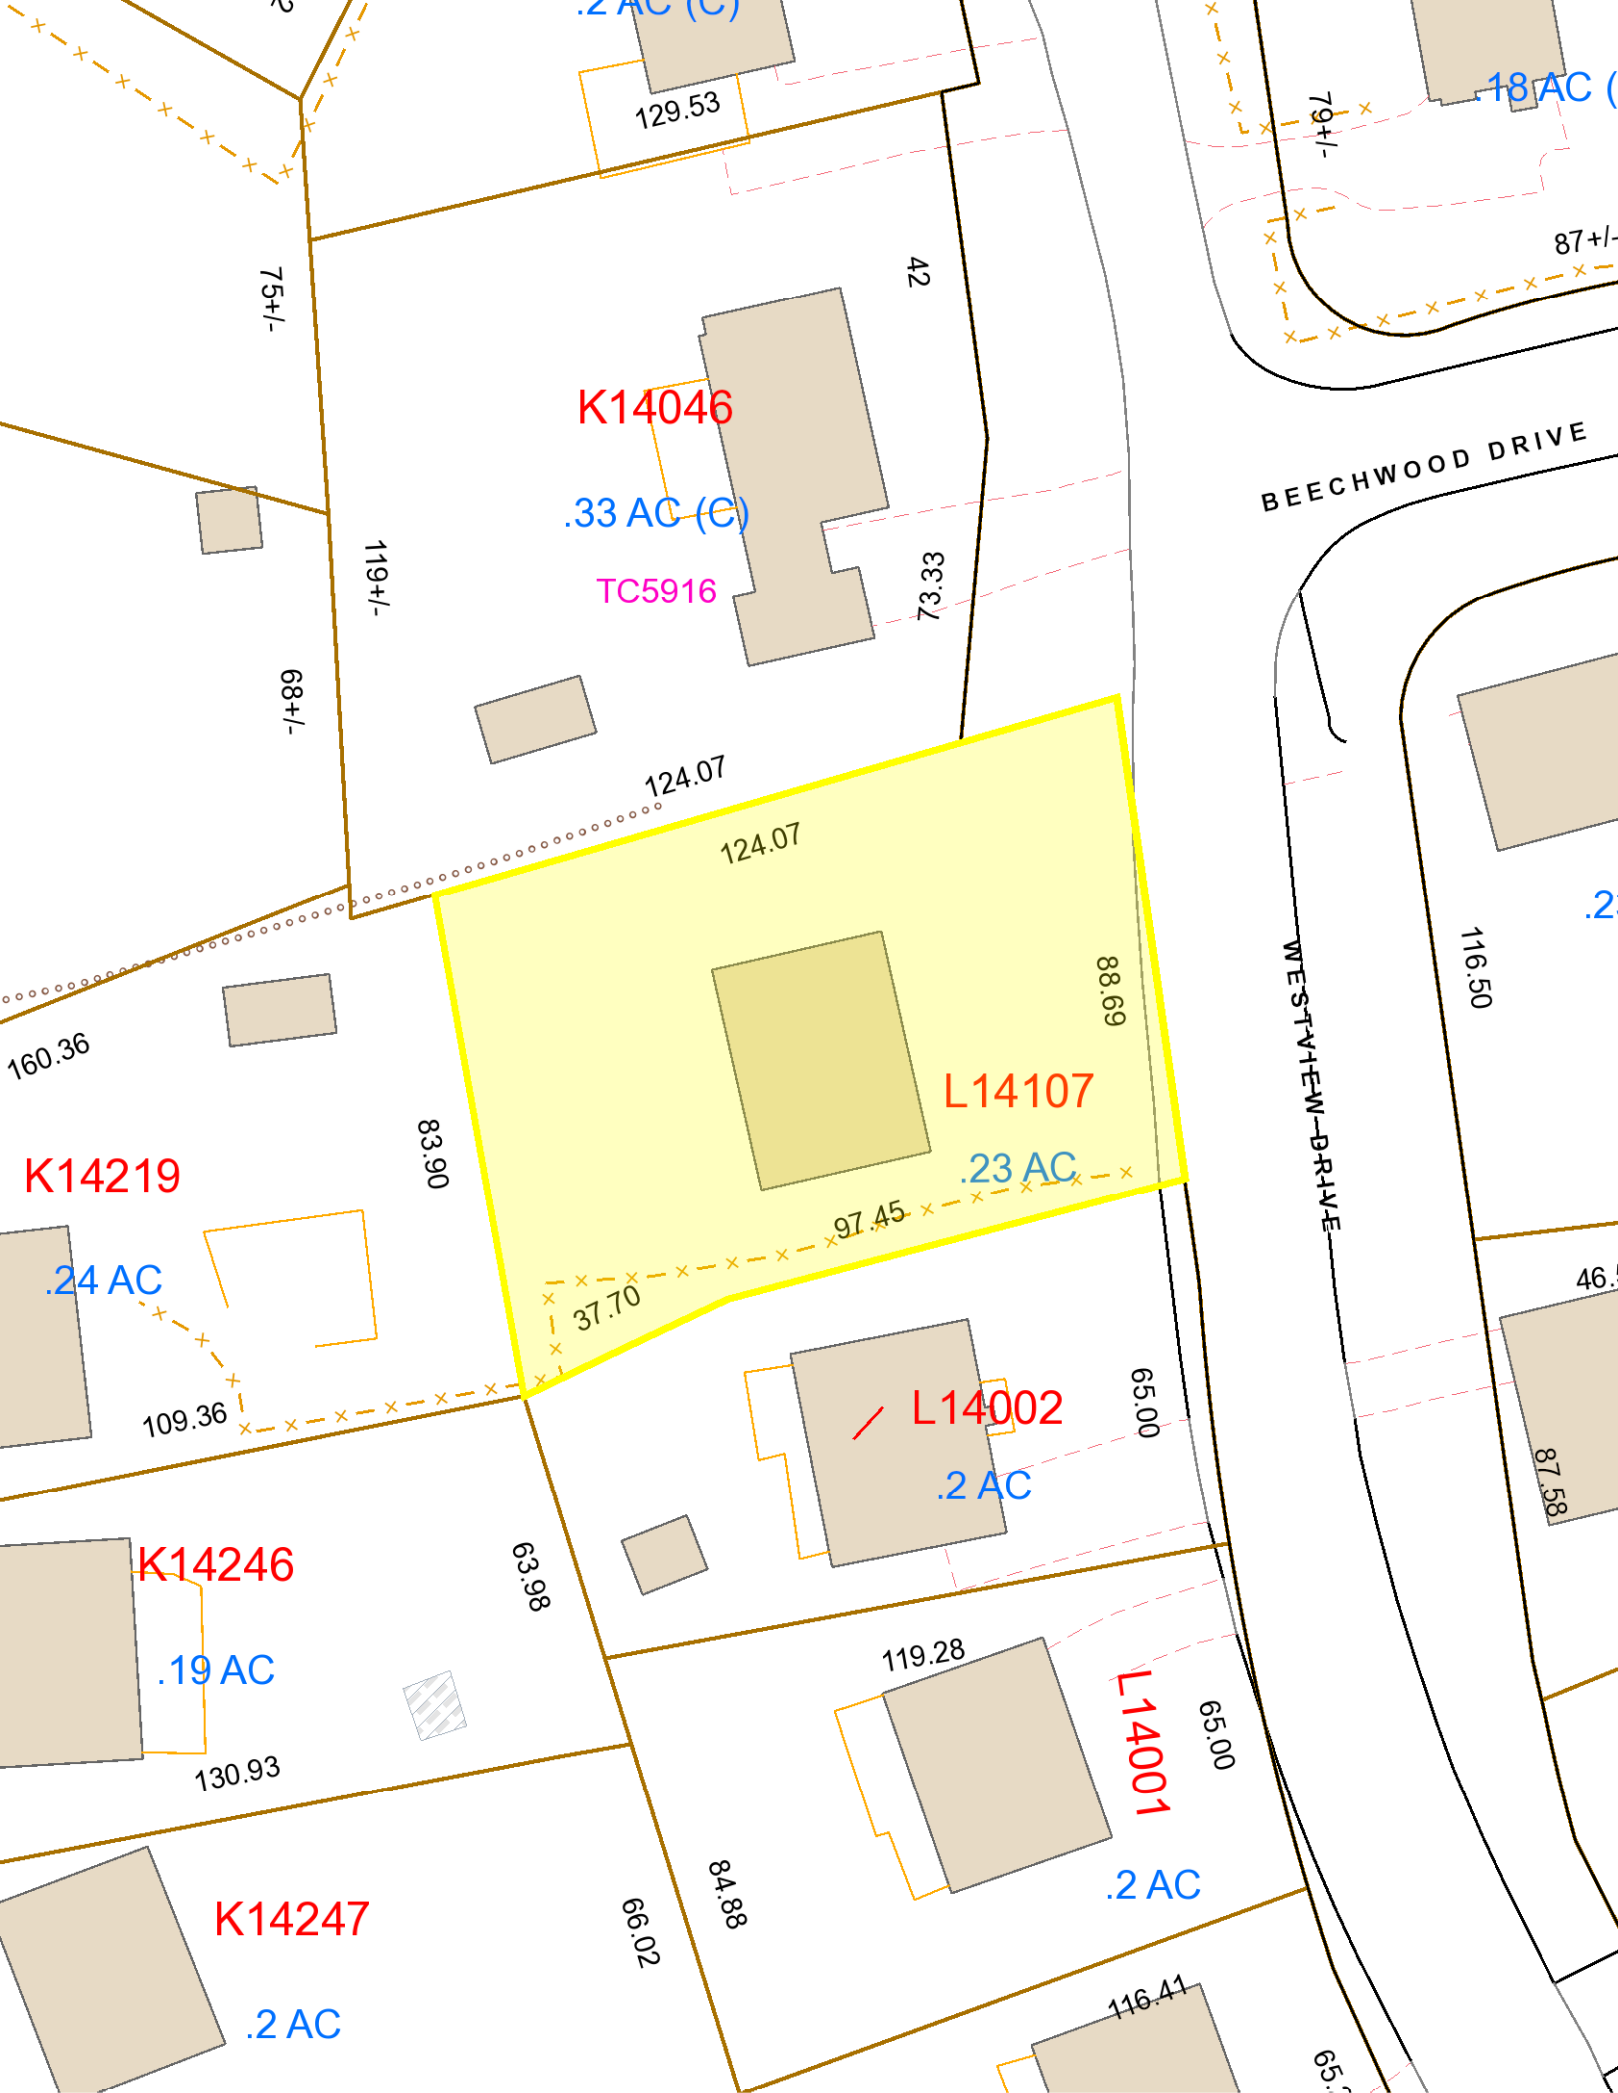 .2 AC (C)
129.53
.18 AC (
79+/-
87+/-
75+/-
42
K14046
BEECHWOOD DRIVE
.33 AC (C)
TC5916
119+/-
73.33
68+/-
124.07
124.07
88.69
116.50
WESTVIEW DRIVE
160.36
L14107
83.90
.23 AC
K14219
97.45
.24 AC
37.70
109.36
L14002
65.00
.2 AC
87.58
K14246
63.98
.19 AC
119.28
L14001
65.00
130.93
.2 AC
84.88
K14247
66.02
116.41
.2 AC